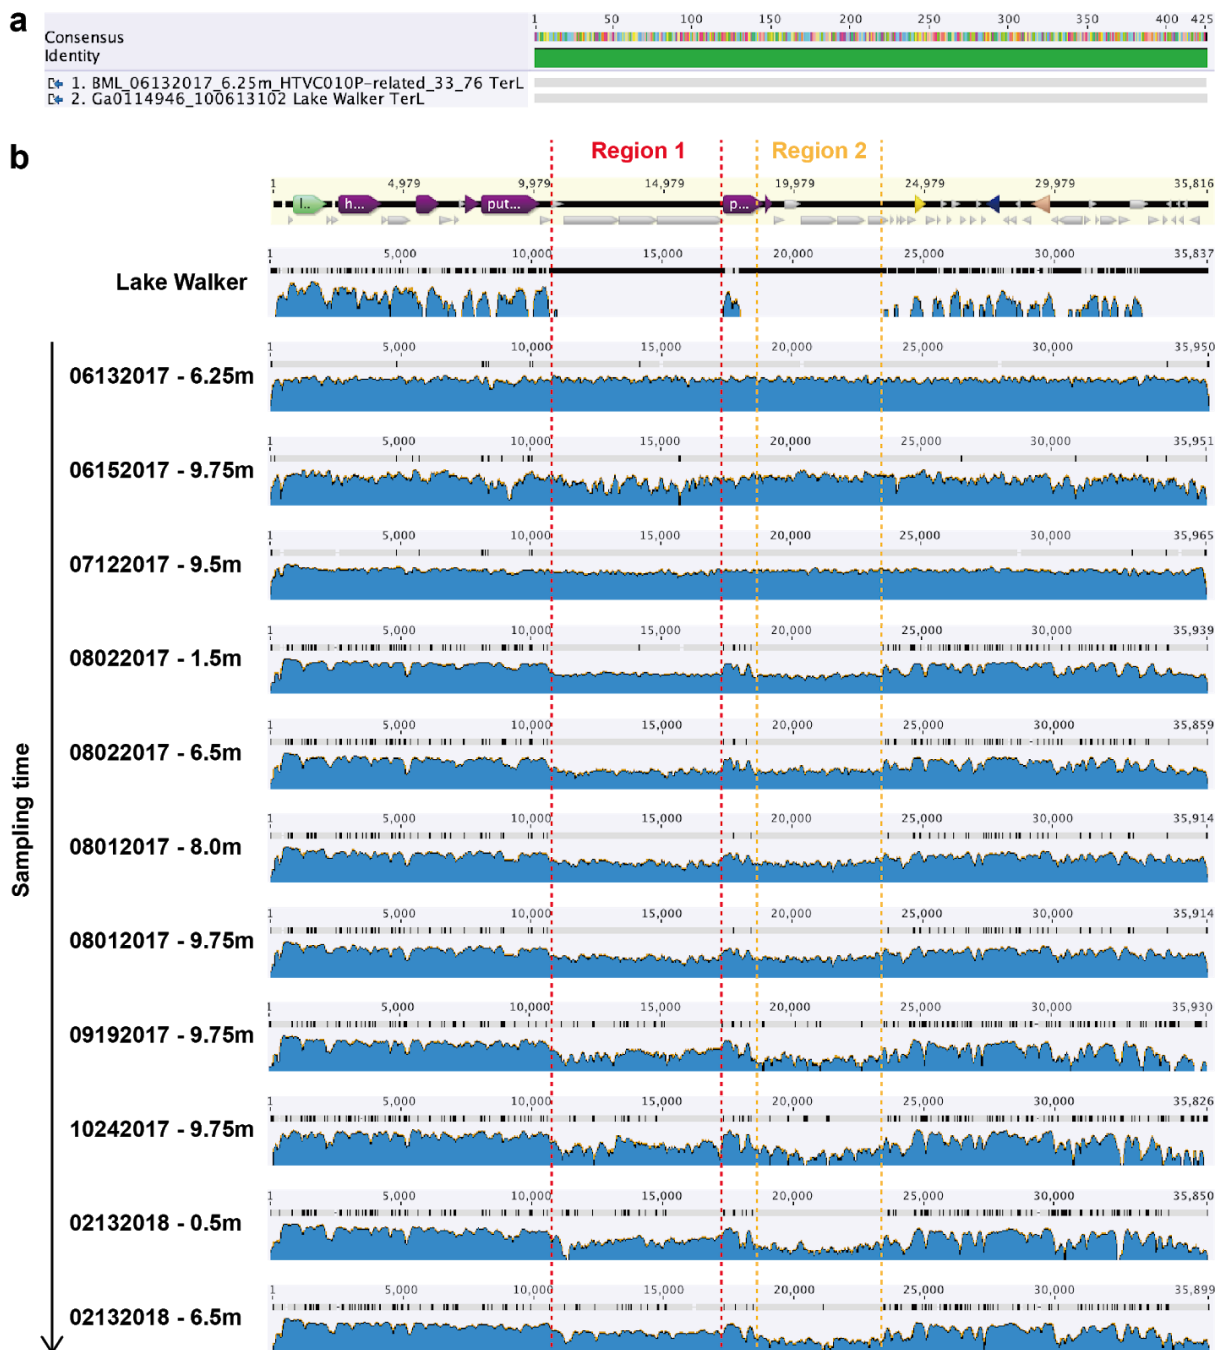 a
1 50 100 150 200 250 300 350 400 425
Consensus
Identity
1. BML_06132017_6.25m_HTVC010P-related_33_76 TerL
2. Ga0114946_100613102 Lake Walker TerL
b
Region 1 Region 2
1 4,979 9,979 14,979 19,979 24,979 29,979 35,816
l... h... put... p...
Lake Walker
1 5,000 10,000 15,000 20,000 25,000 30,000 35,837
06132017 - 6.25m
1 5,000 10,000 15,000 20,000 25,000 30,000 35,950
06152017 - 9.75m
1 5,000 10,000 15,000 20,000 25,000 30,000 35,951
07122017 - 9.5m
1 5,000 10,000 15,000 20,000 25,000 30,000 35,965
08022017 - 1.5m
1 5,000 10,000 15,000 20,000 25,000 30,000 35,939
08022017 - 6.5m
1 5,000 10,000 15,000 20,000 25,000 30,000 35,859
08012017 - 8.0m
1 5,000 10,000 15,000 20,000 25,000 30,000 35,914
08012017 - 9.75m
1 5,000 10,000 15,000 20,000 25,000 30,000 35,914
09192017 - 9.75m
1 5,000 10,000 15,000 20,000 25,000 30,000 35,930
10242017 - 9.75m
1 5,000 10,000 15,000 20,000 25,000 30,000 35,826
02132018 - 0.5m
1 5,000 10,000 15,000 20,000 25,000 30,000 35,850
02132018 - 6.5m
1 5,000 10,000 15,000 20,000 25,000 30,000 35,899
Sampling time